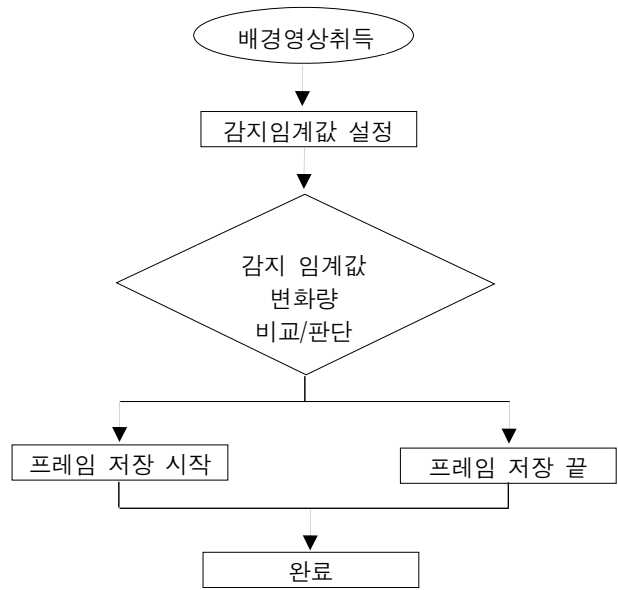 배경영상취득
감지임계값 설정
감지 임계값
변화량
비교/판단
프레임 저장 시작
프레임 저장 끝
완료